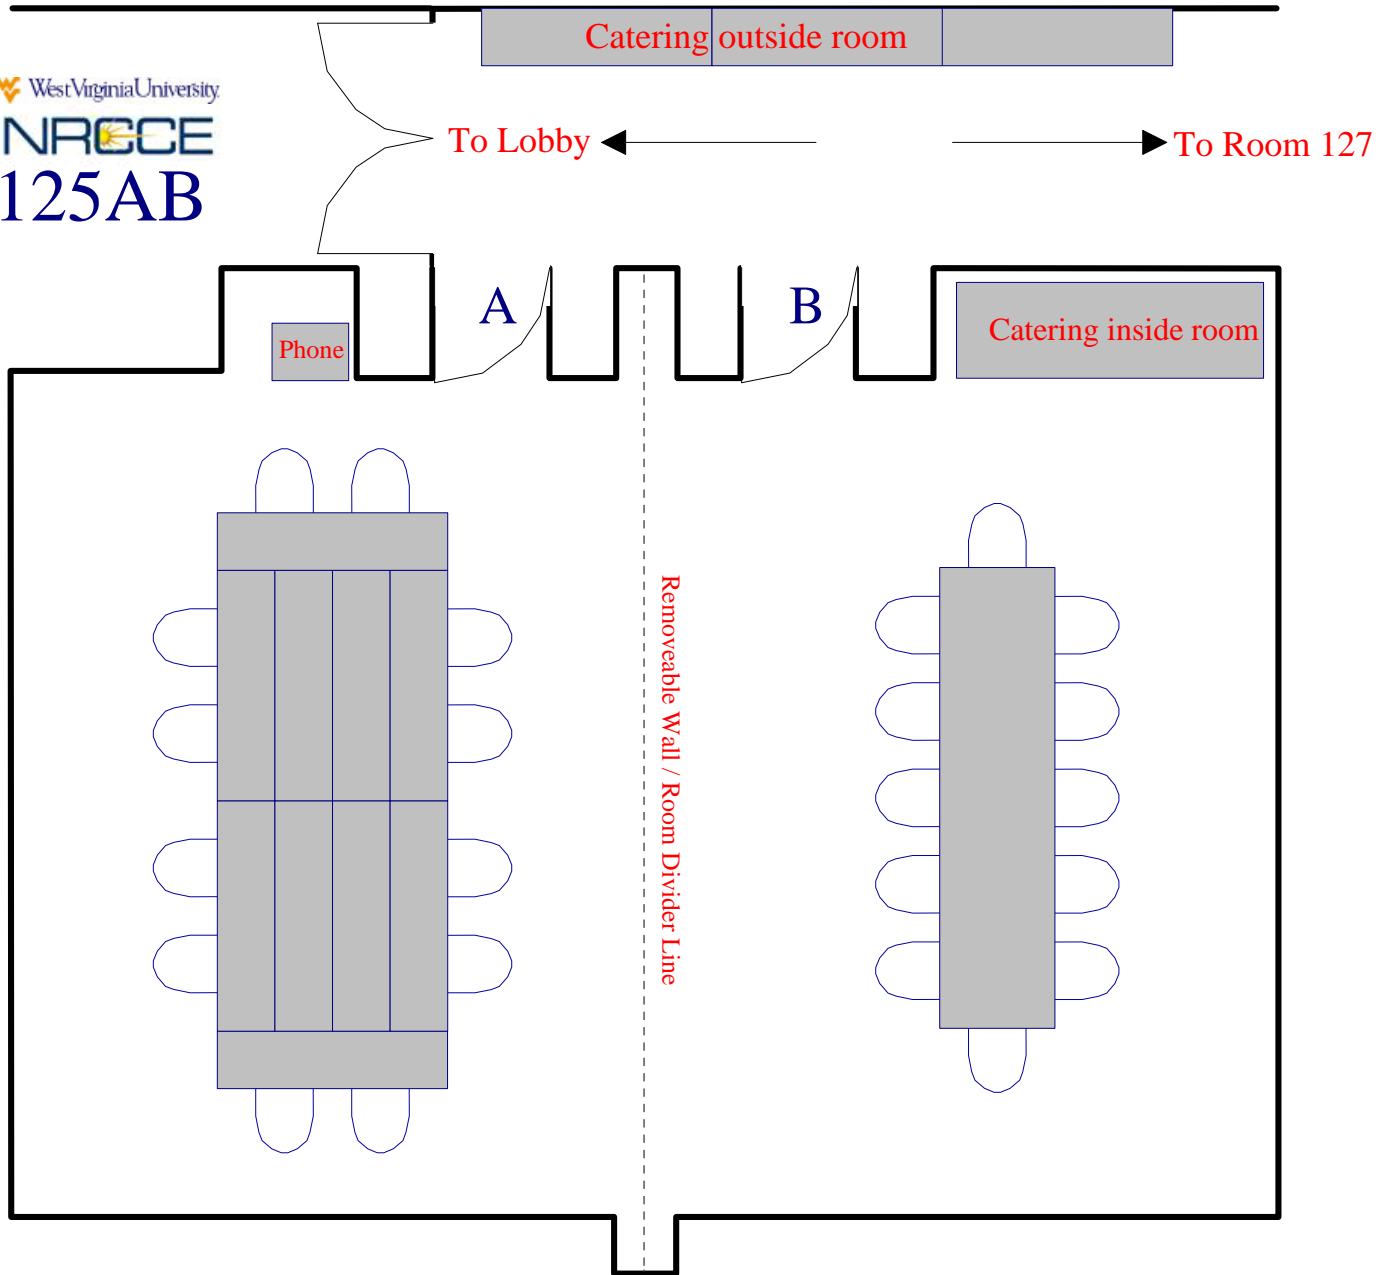 Catering outside room
West Virginia University.
NRCCE
125AB
To Lobby
To Room 127
A
B
Phone
Catering inside room
Removeable Wall / Room Divider Line